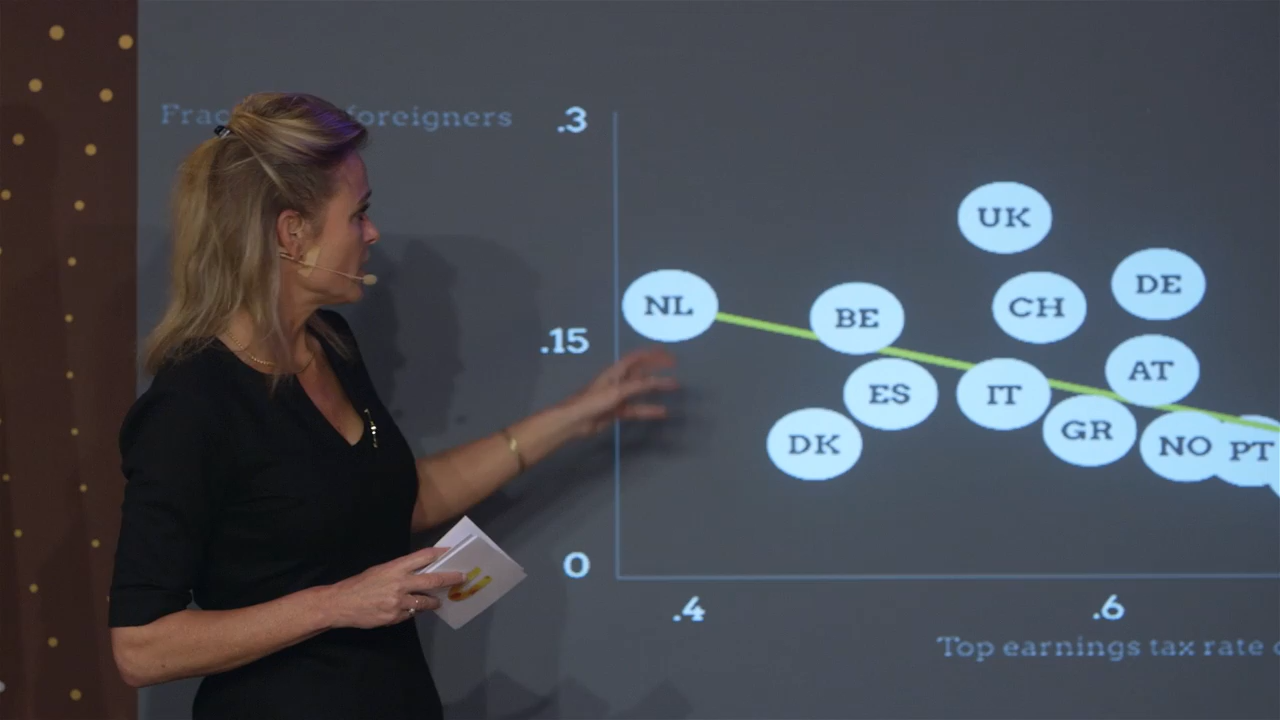 foreigners
.3
UK
DE
NL
BE
CH
.15
AT
ES
IT
DK
GR
NO
PT
0
.4
.6
Top earnings tax rate